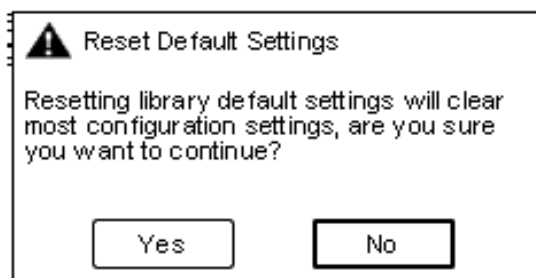 Reset Default Settings
Resetting library default settings will clear
most configuration settings, are you sure
you want to continue?
Yes No